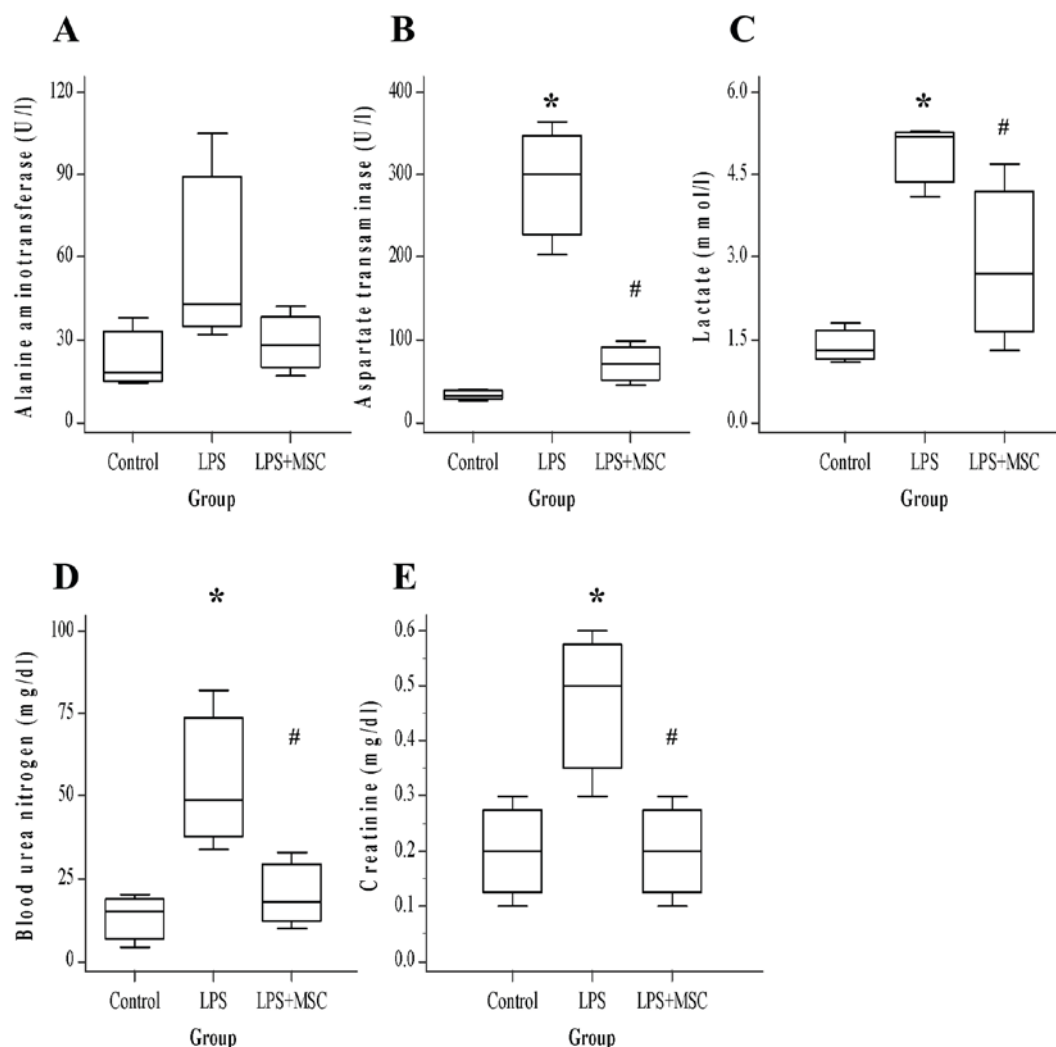 A
Alanine aminotransferase (U/l)
120
90
60
30
0
Control LPS LPS+MSC
Group
B
Aspartate transaminase (U/l)
400
300
200
100
0
*
#
Control LPS LPS+MSC
Group
C
Lactate (mmol/l)
6.0
4.5
3.0
1.5
0.0
*
#
Control LPS LPS+MSC
Group
D
Blood urea nitrogen (mg/dl)
100
75
50
25
0
*
#
Control LPS LPS+MSC
Group
E
Creatinine (mg/dl)
0.6
0.5
0.4
0.3
0.2
0.1
0.0
*
#
Control LPS LPS+MSC
Group